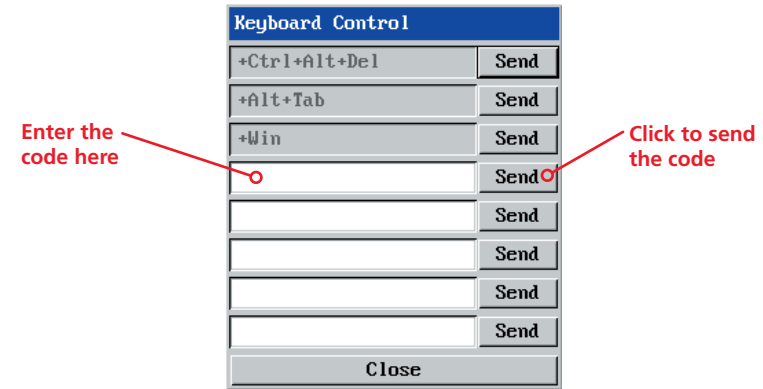 Keyboard Control
+Ctrl+Alt+Del Send
+Alt+Tab Send
+Win Send
Enter the
code here
Click to send
the code
Send
Send
Send
Send
Send
Close